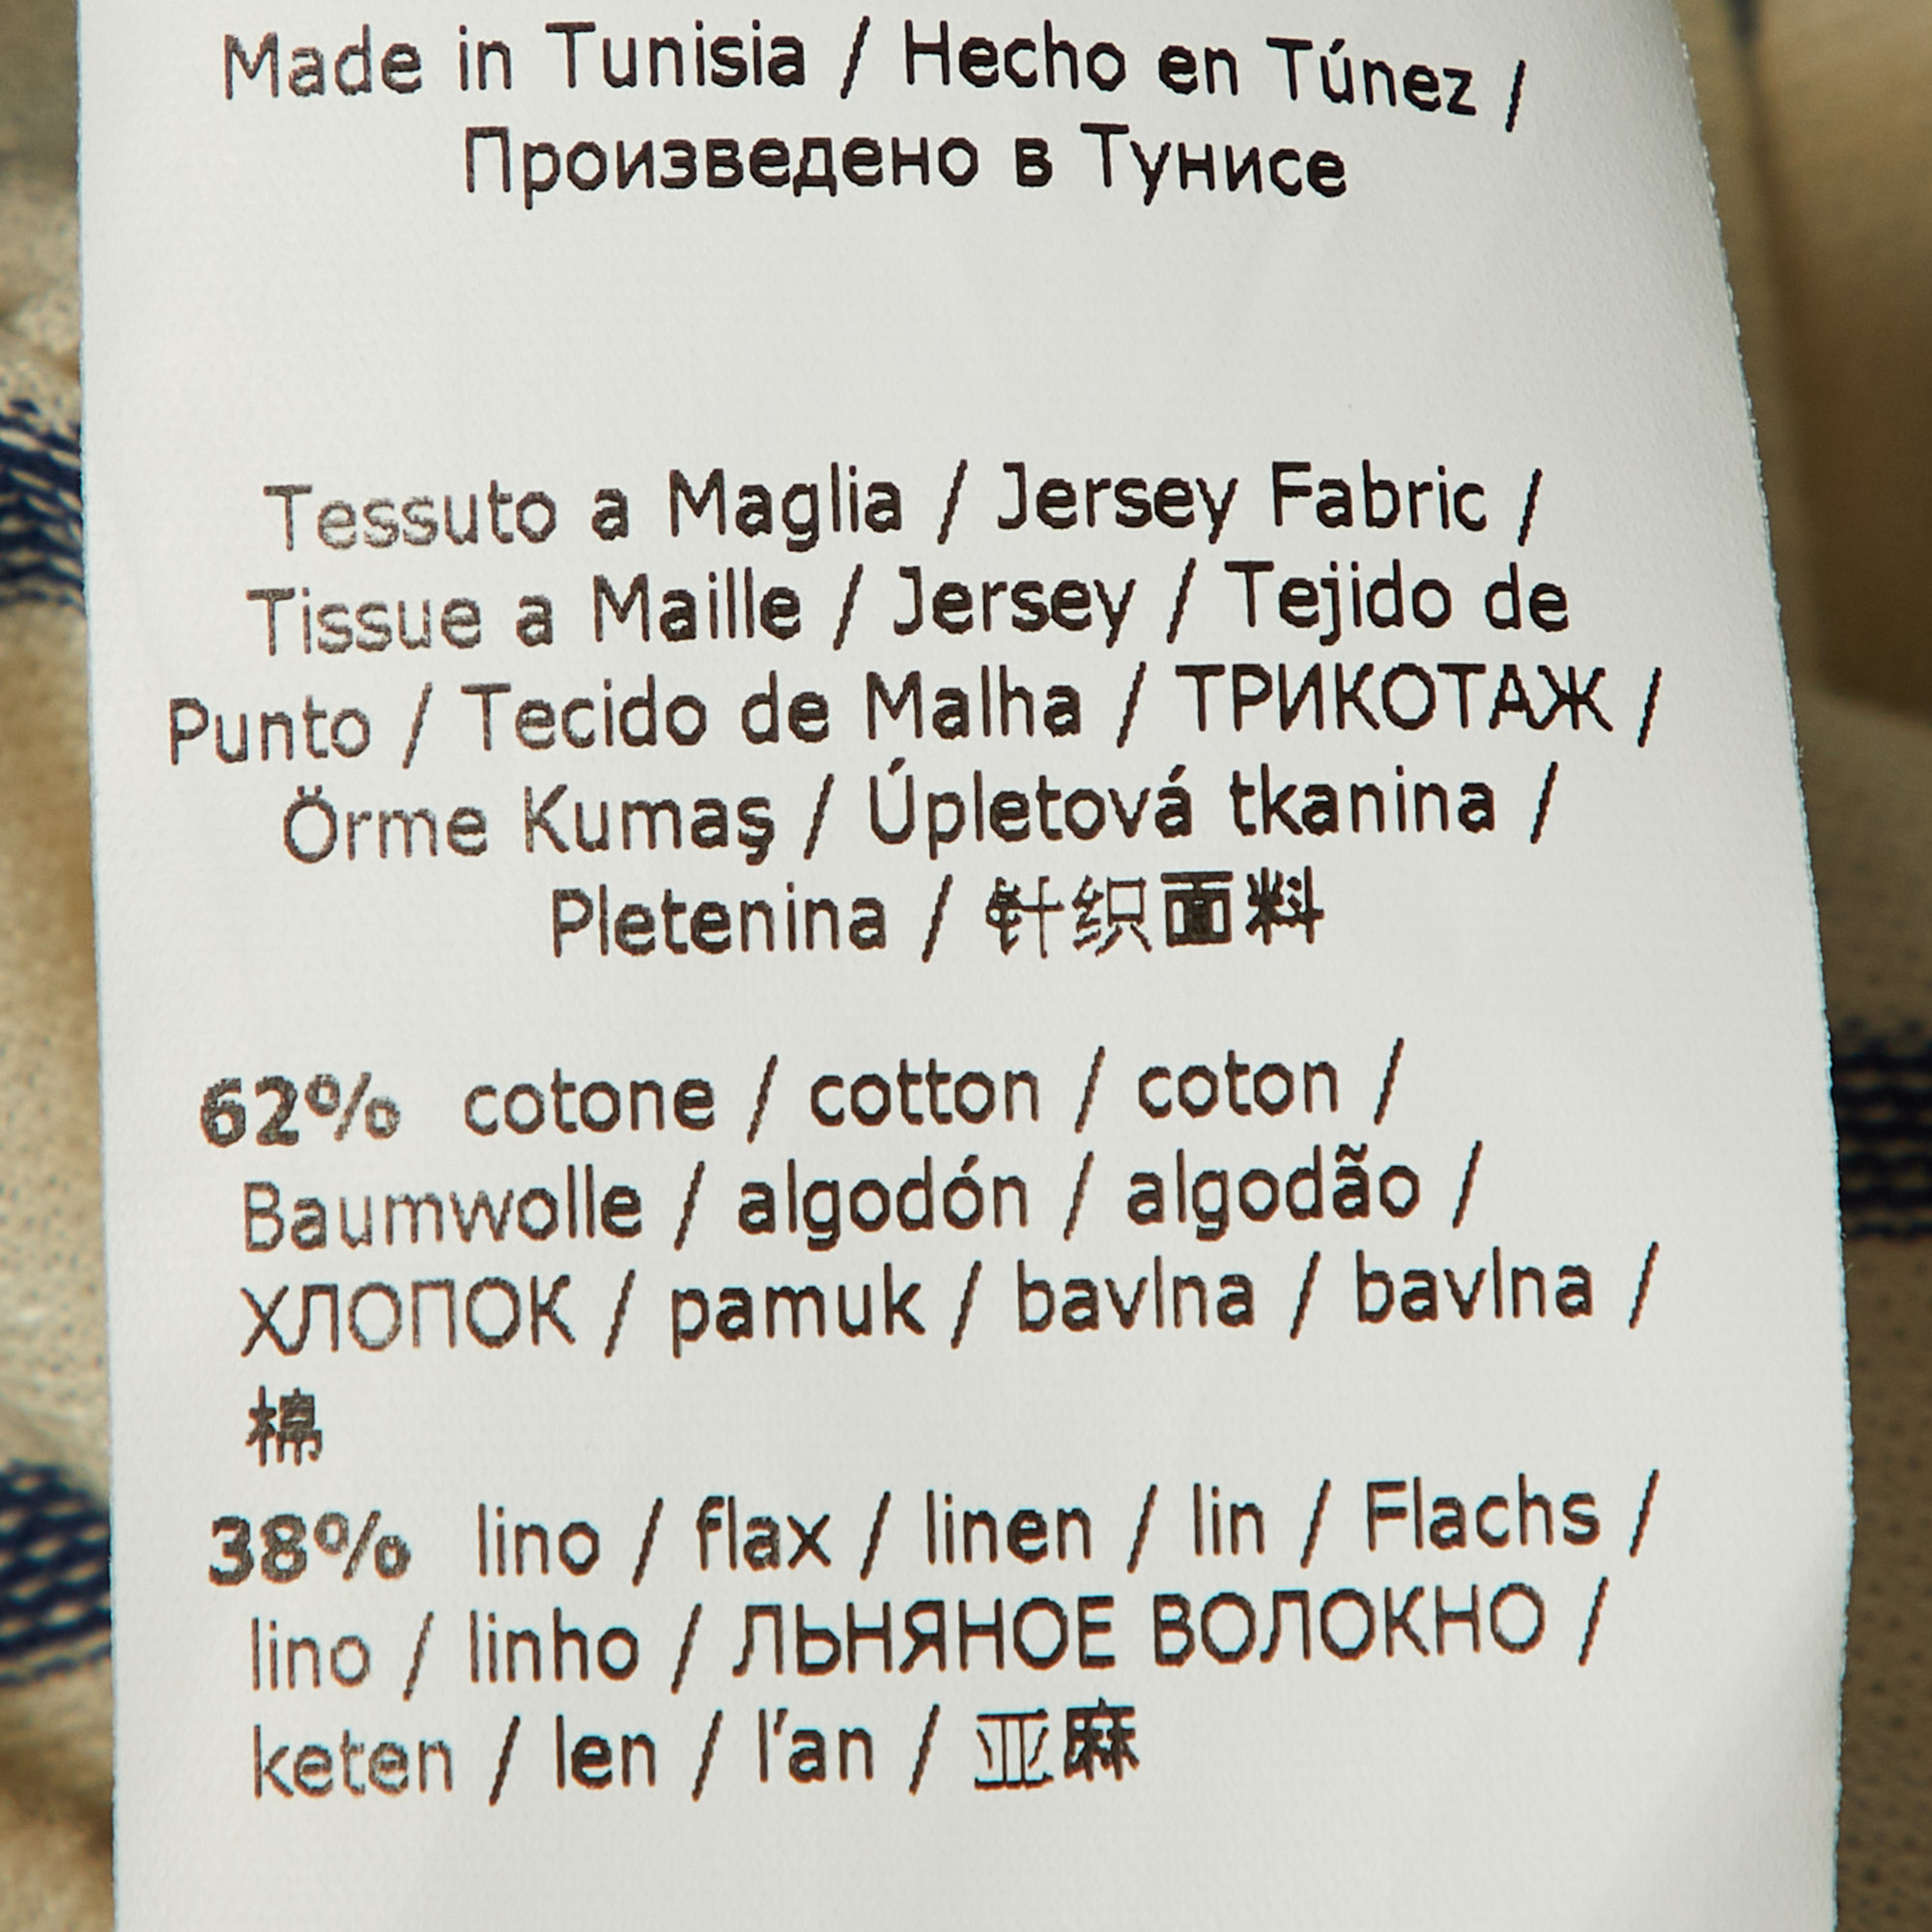 Made in Tunisia / Hecho en Túnez /
Произведено в Тунисе
Tessuto a Maglia / Jersey Fabric /
Tissue a Maille / Jersey / Tejido de
Punto / Tecido de Malha / ТРИКОТАЖ /
Örme Kumaş / Úpletová tkanina /
Pletenina / 针织面料
62% cotone / cotton / coton /
Baumwolle / algodón / algodão /
ХЛОПОК / pamuk / bavlna / bavlna /
棉
38% lino / flax / linen / lin / Flachs /
lino / linho / ЛЬНЯНОЕ ВОЛОКНО /
keten / len / l'an / 亚麻